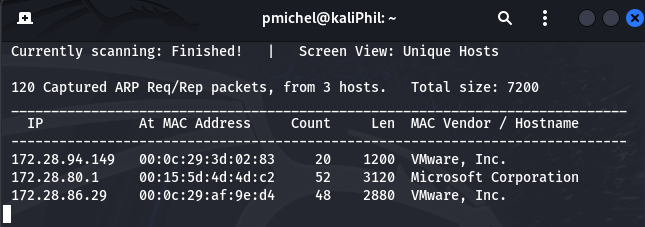 pmichel@kaliPhil: ~
Currently scanning: Finished!   |   Screen View: Unique Hosts
120 Captured ARP Req/Rep packets, from 3 hosts.   Total size: 7200
_____________________________________________________________________________
  IP            At MAC Address     Count     Len  MAC Vendor / Hostname
-----------------------------------------------------------------------------
172.28.94.149   00:0c:29:3d:02:83     20    1200  VMware, Inc.
172.28.80.1     00:15:5d:4d:4d:c2     52    3120  Microsoft Corporation
172.28.86.29    00:0c:29:af:9e:d4     48    2880  VMware, Inc.